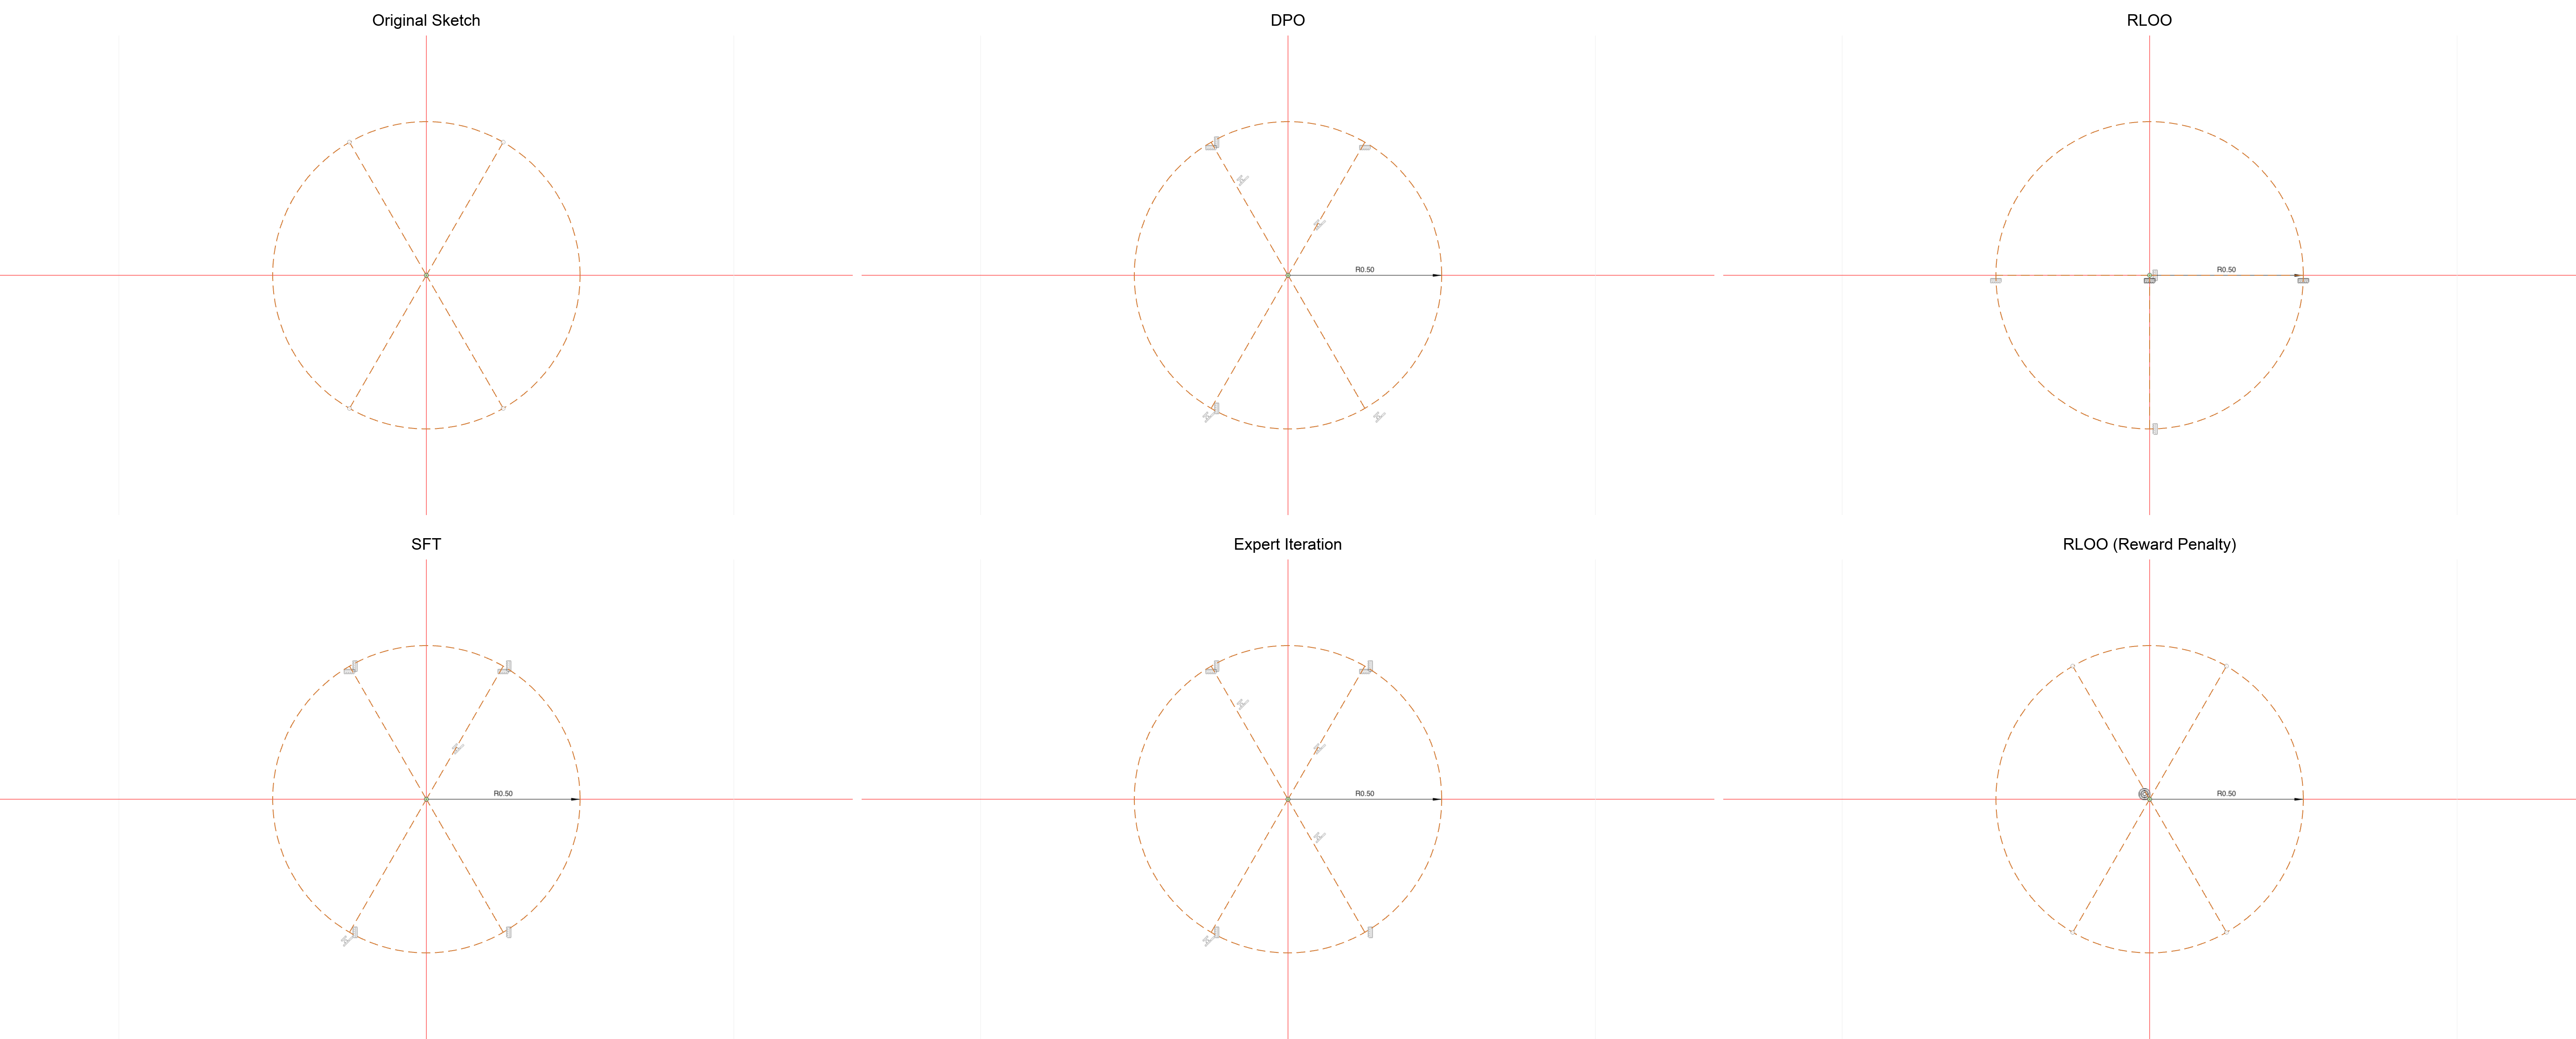 Original Sketch
DPO
RLOO
R0.50
R0.50
SFT
Expert Iteration
RLOO (Reward Penalty)
R0.50
R0.50
R0.50